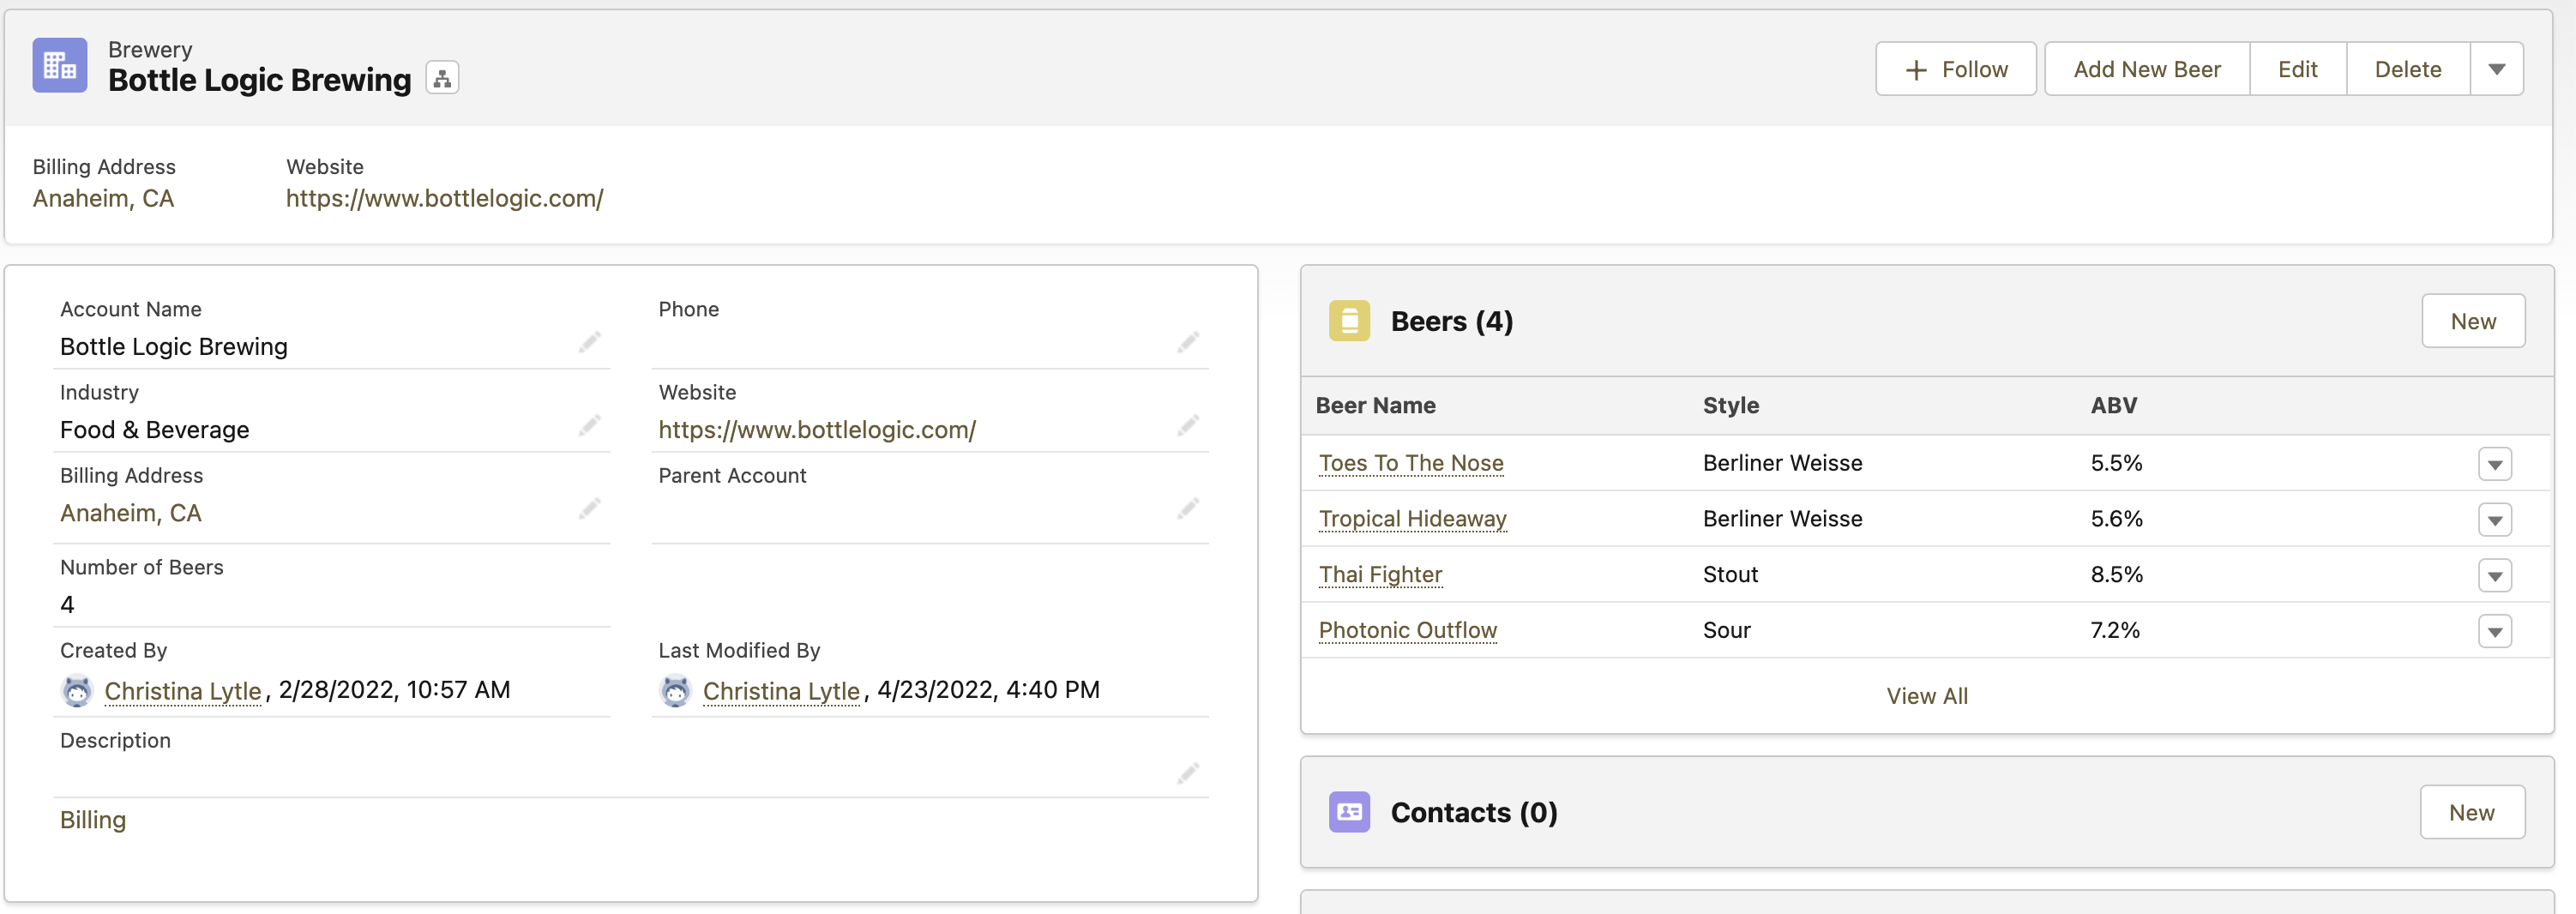 Brewery
Bottle Logic Brewing
Follow
Add New Beer
Edit
Delete
Billing Address
Website
Anaheim, CA
https://www.bottlelogic.com/
Account Name
Phone
Bottle Logic Brewing
Industry
Website
Food & Beverage
https://www.bottlelogic.com/
Billing Address
Parent Account
Anaheim, CA
Number of Beers
4
Created By
Last Modified By
Christina Lytle, 2/28/2022, 10:57 AM
Christina Lytle, 4/23/2022, 4:40 PM
Description
Billing
Beers (4)
New
Beer Name Style ABV
Toes To The Nose Berliner Weisse 5.5%
Tropical Hideaway Berliner Weisse 5.6%
Thai Fighter Stout 8.5%
Photonic Outflow Sour 7.2%
View All
Contacts (0)
New